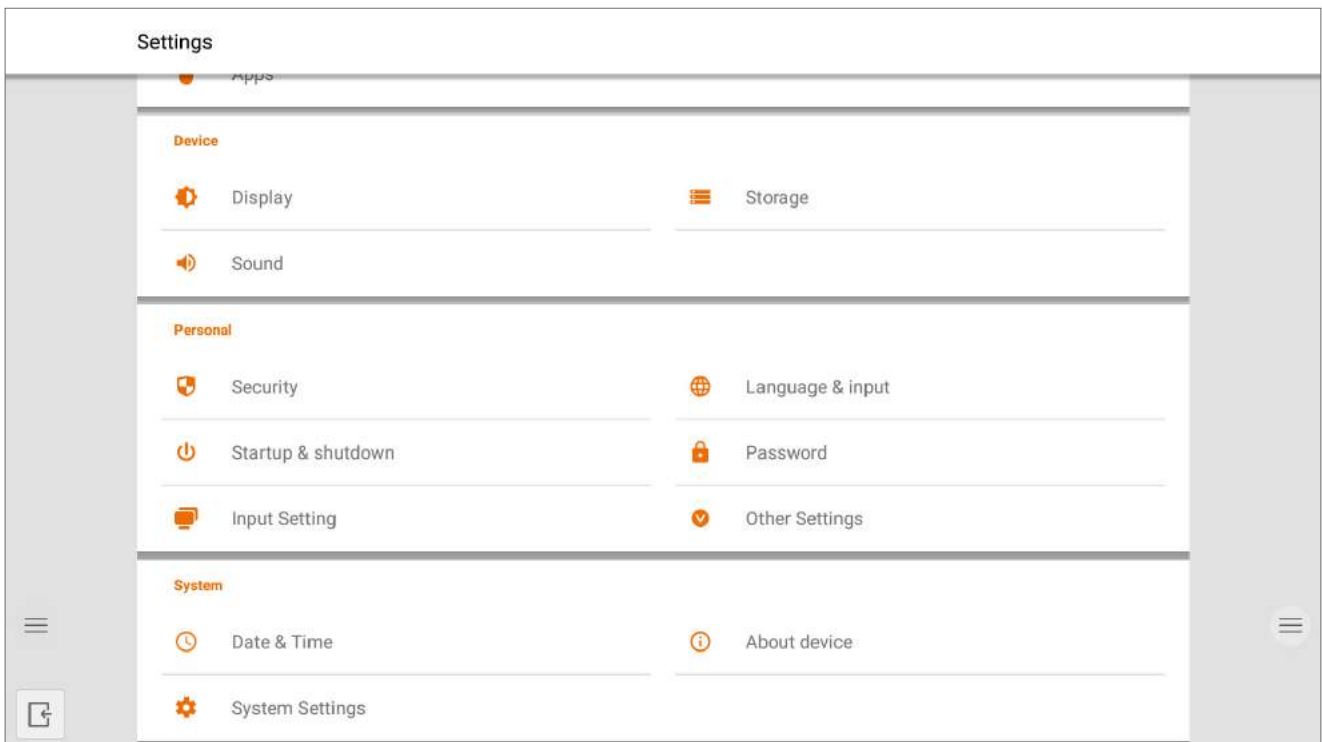 Settings
Apps
Device
Display
Storage
Sound
Personal
Security
Language & input
Startup & shutdown
Password
Input Setting
Other Settings
System
Date & Time
About device
System Settings